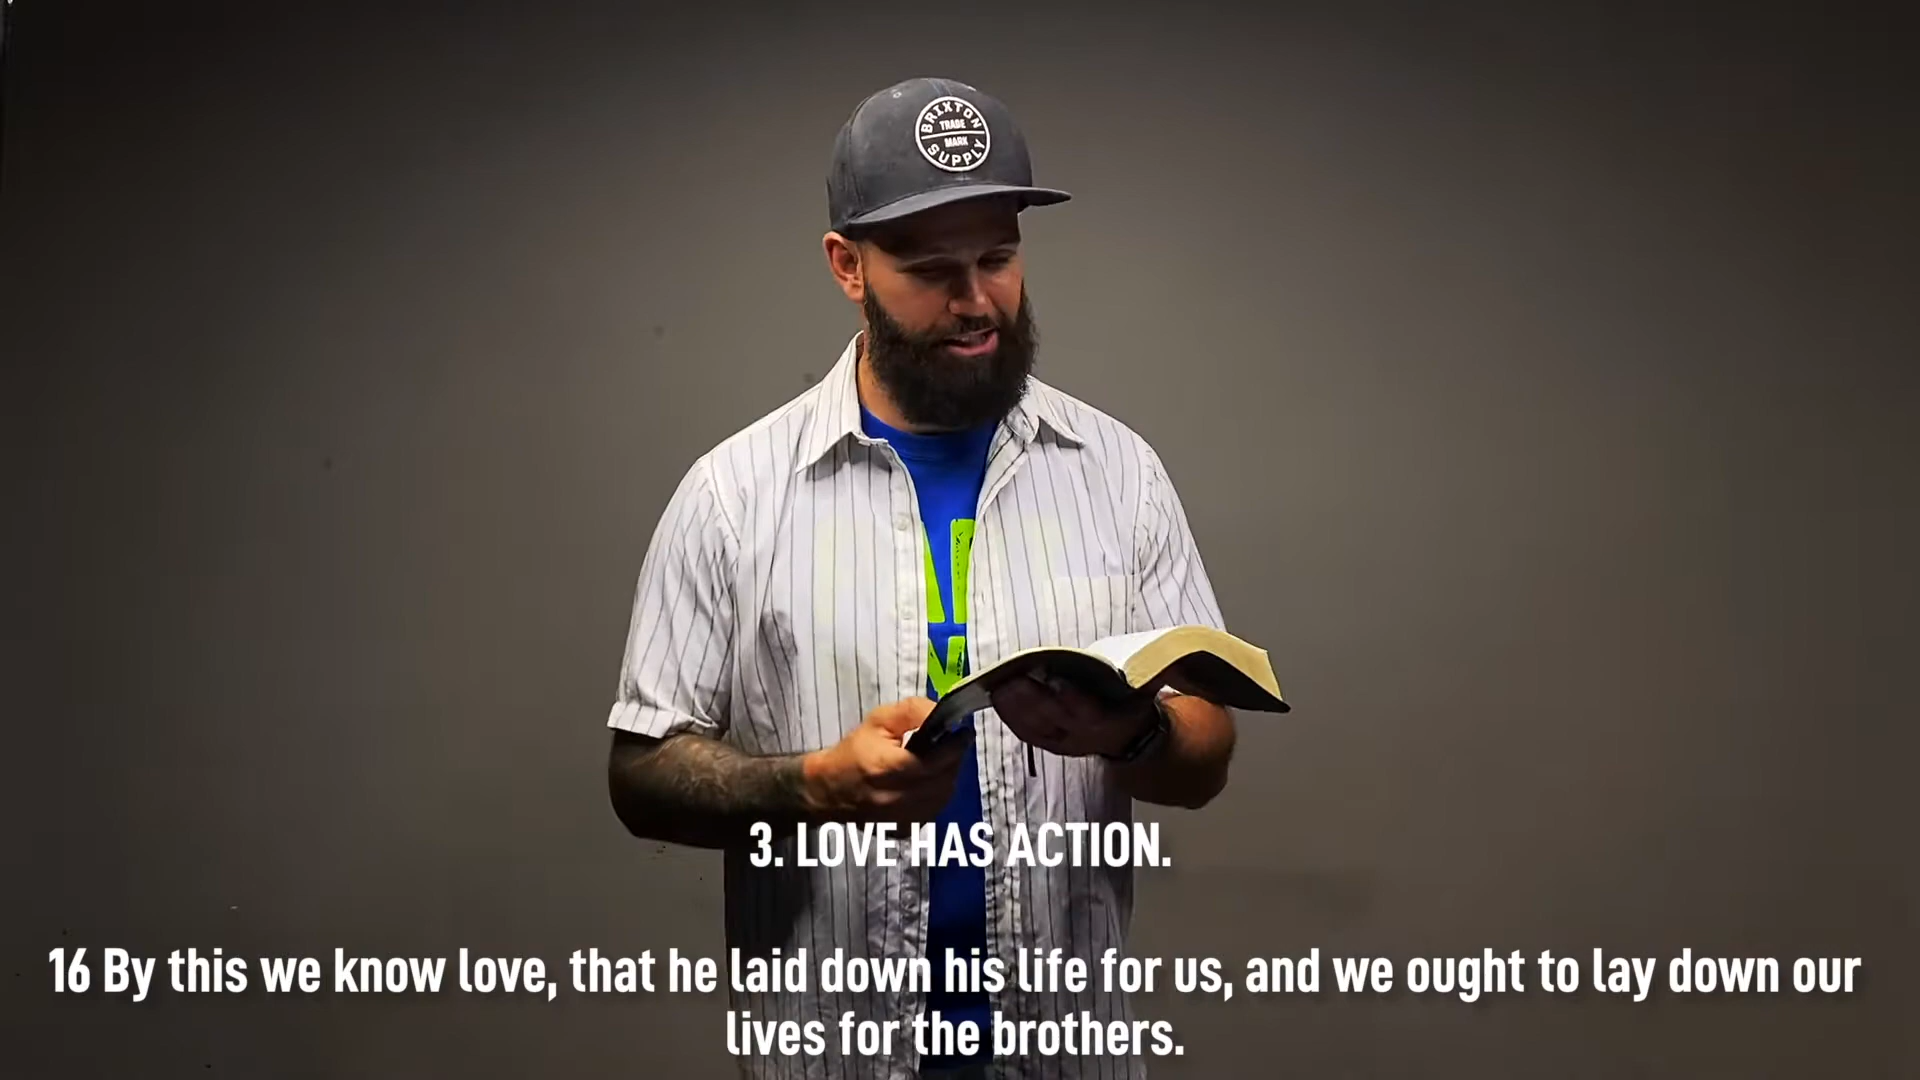 BRIXTON
TRADE
MARK
SUPPLY
3. LOVE HAS ACTION.
16 By this we know love, that he laid down his life for us, and we ought to lay down our
lives for the brothers.